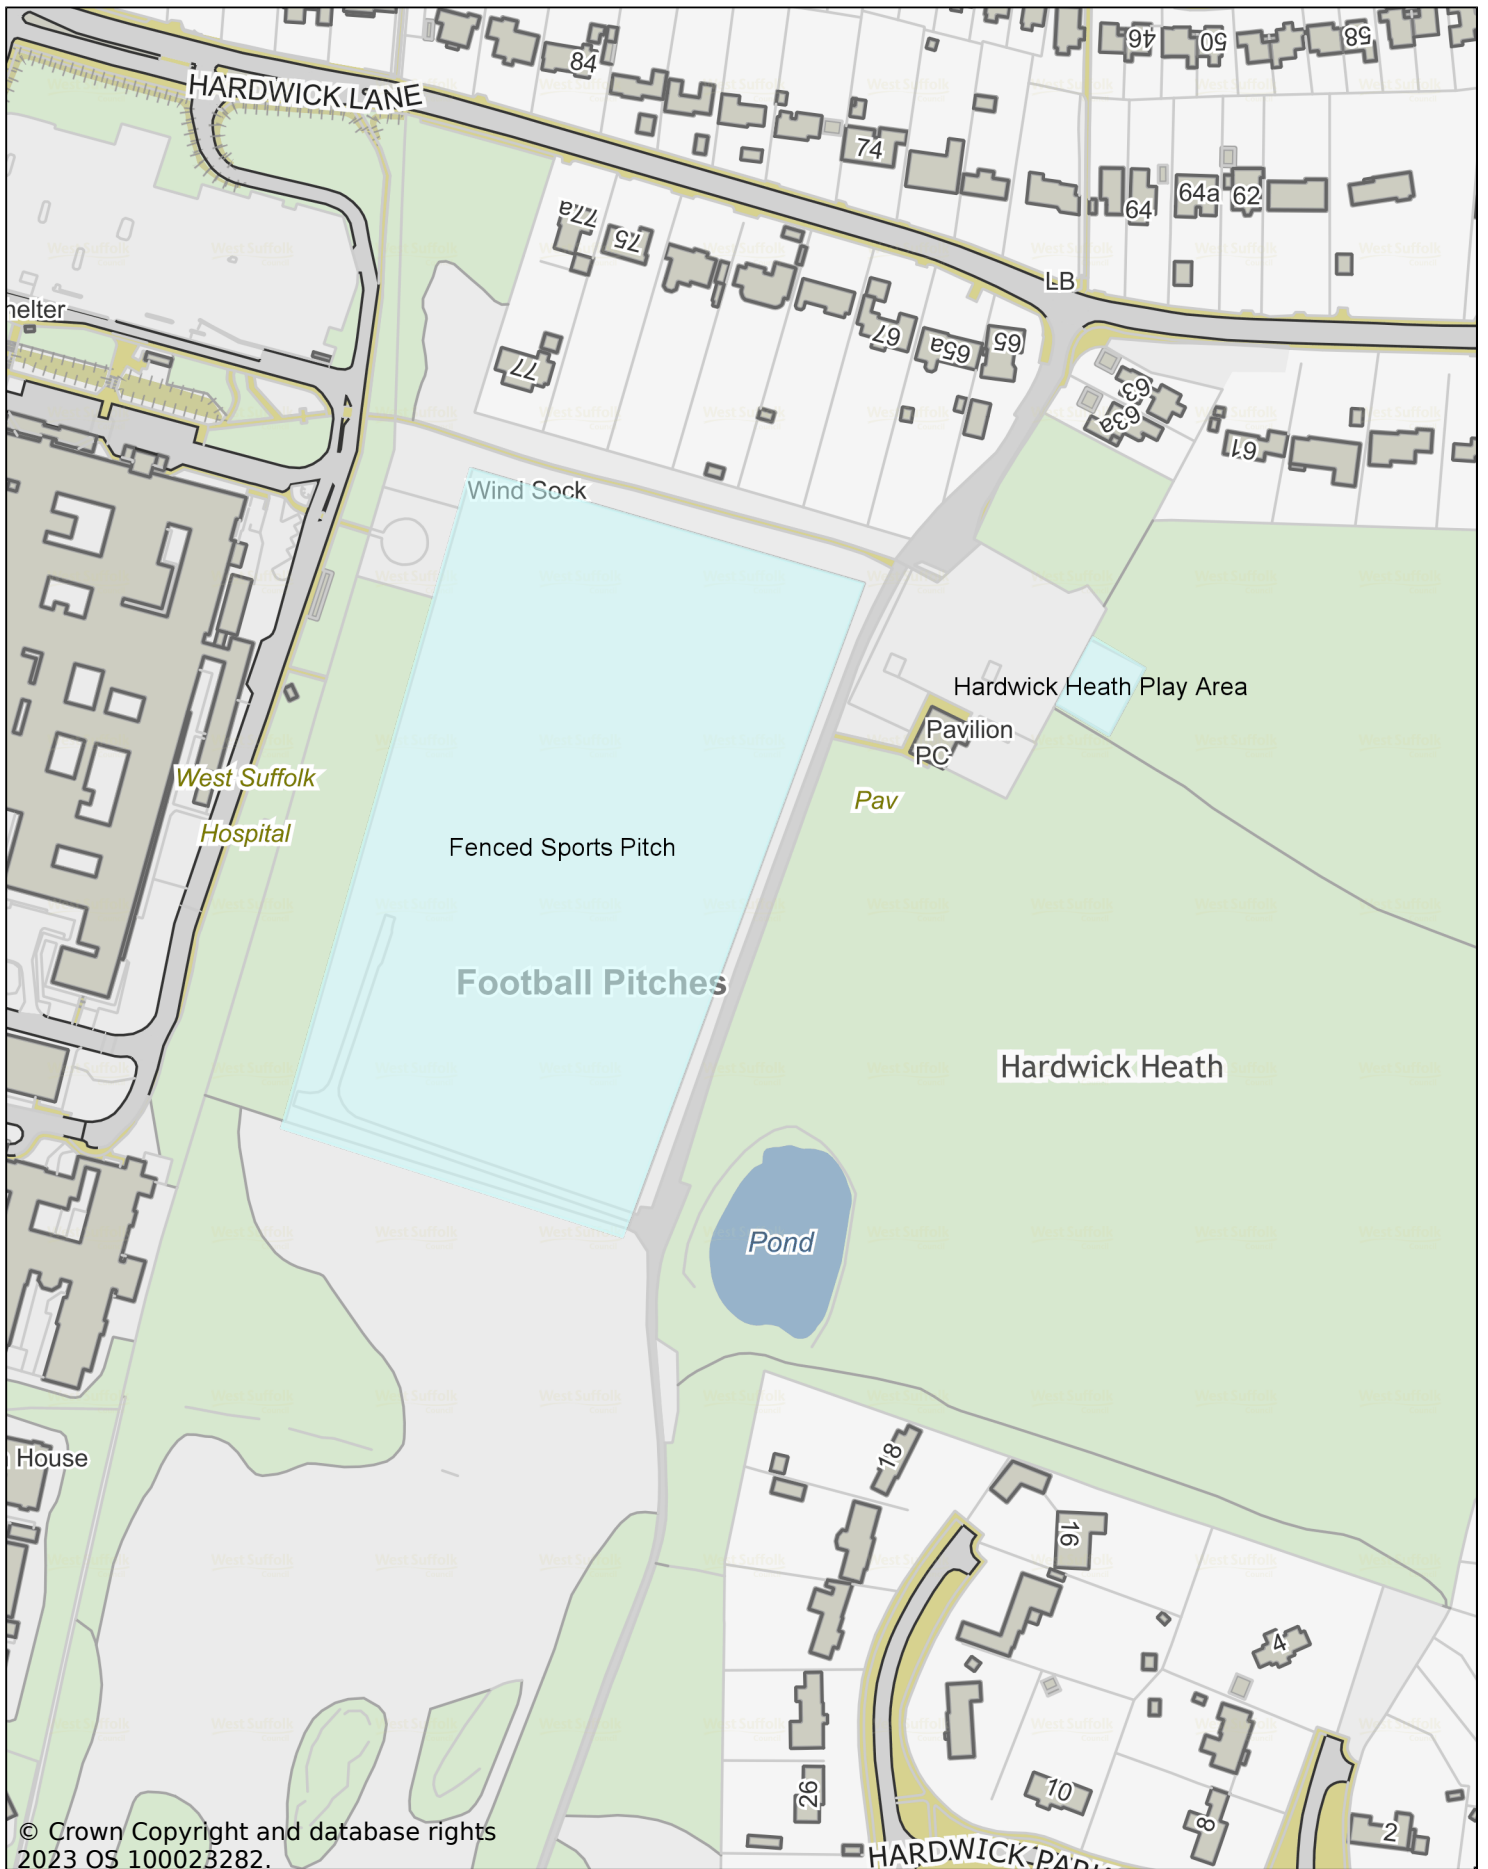 84
46
50
58
HARDWICK LANE
74
64
64a
62
77a
75
LB
helter
67
65a
65
77
63
63a
61
Wind Sock
Hardwick Heath Play Area
Pavilion
PC
West Suffolk
Hospital
Pav
Fenced Sports Pitch
Football Pitches
Hardwick Heath
Pond
House
18
16
4
26
10
8
2
HARDWICK PARK
© Crown Copyright and database rights
2023 OS 100023282.